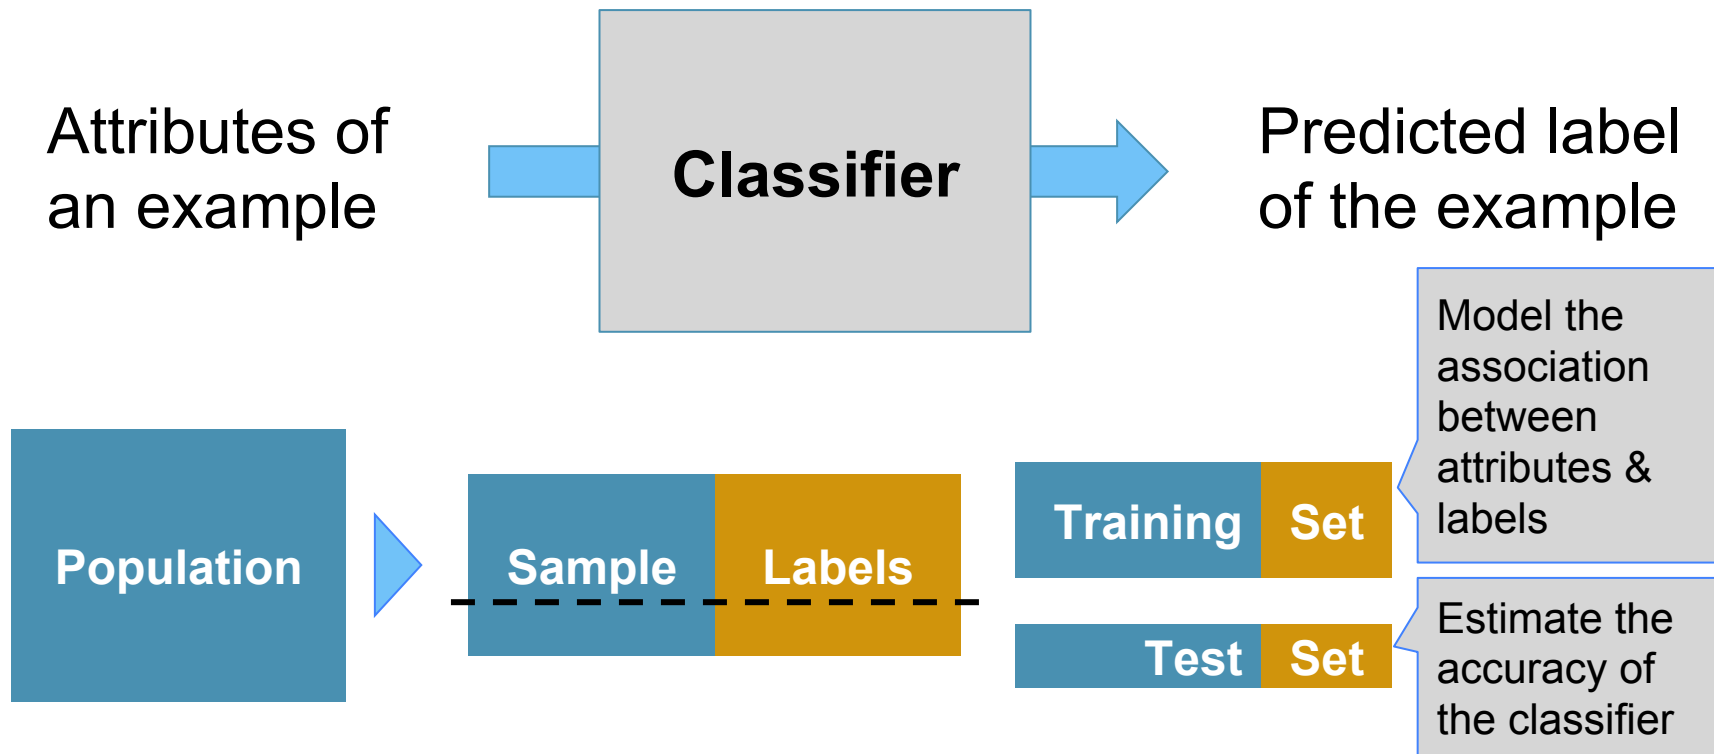 Attributes of
an example
Classifier
Predicted label
of the example
Population
Sample
Labels
Training Set
Test Set
Model the
association
between
attributes &
labels
Estimate the
accuracy of
the classifier